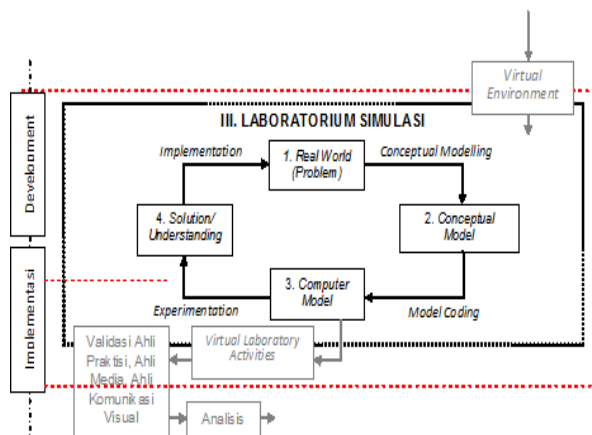 Virtual
Environment
Development
III. LABORATORIUM SIMULASI
Implementation
1. Real World
(Problem)
Conceptual Modelling
4. Solution/
Understanding
2. Conceptual
Model
Implementasi
3. Computer
Model
Experimentation
Model Coding
Validasi Ahli
Praktisi, Ahli
Media, Ahli
Komunikasi
Visual
Virtual Laboratory
Activities
Analisis